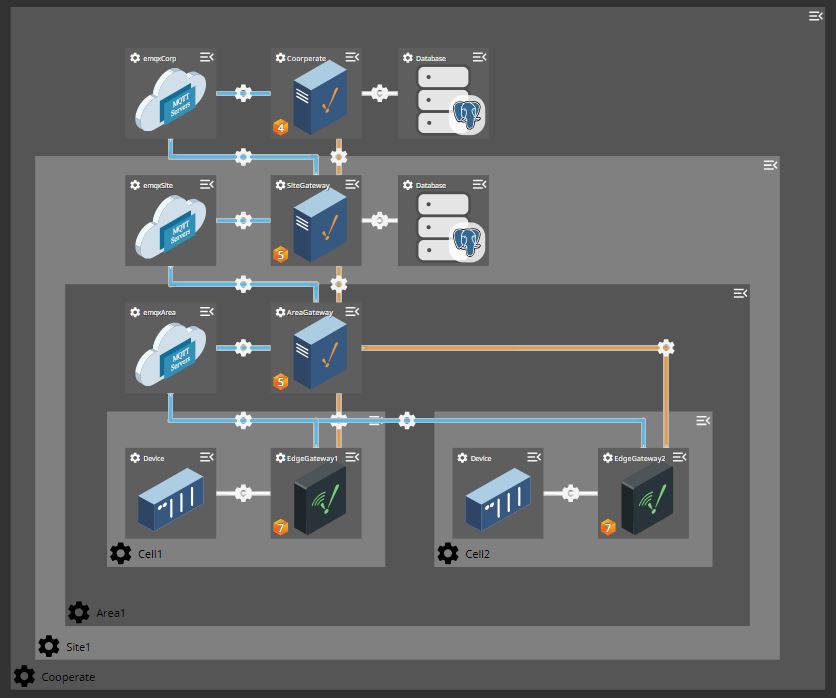 emqxCorp
Coorperate
Database
MQTT
Servers
4
emqxSite
SiteGateway
Database
MQTT
Servers
5
emqxArea
AreaGateway
MQTT
Servers
5
Device
EdgeGateway1
Device
EdgeGateway2
7
7
Cell1
Cell2
Area1
Site1
Cooperate